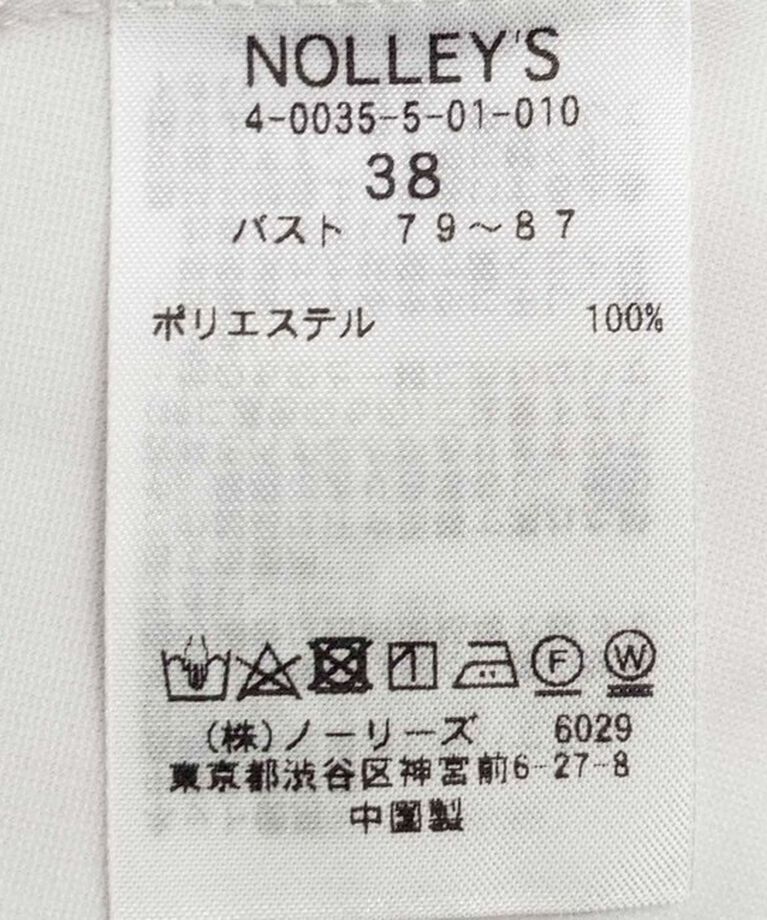 NOLLEY'S
4-0035-5-01-010
38
バスト 79～87
ポリエステル 100%
F W
(株)ノーリーズ 6029
東京都渋谷区神宮前6-27-8
中国製